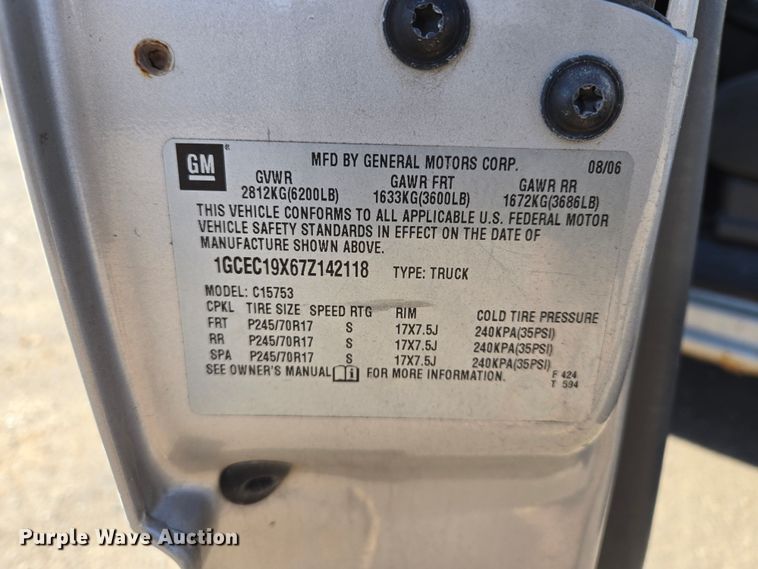 GM
MFD BY GENERAL MOTORS CORP. 08/06
GVWR GAWR FRT GAWR RR
2812KG(6200LB) 1633KG(3600LB) 1672KG(3686LB)
THIS VEHICLE CONFORMS TO ALL APPLICABLE U.S. FEDERAL MOTOR
VEHICLE SAFETY STANDARDS IN EFFECT ON THE DATE OF
MANUFACTURE SHOWN ABOVE.
1GCEC19X67Z142118 TYPE: TRUCK
MODEL: C15753
CPKL TIRE SIZE SPEED RTG RIM COLD TIRE PRESSURE
FRT P245/70R17 S 17X7.5J 240KPA(35PSI)
RR P245/70R17 S 17X7.5J 240KPA(35PSI)
SPA P245/70R17 S 17X7.5J 240KPA(35PSI)
SEE OWNER'S MANUAL FOR MORE INFORMATION.
F 424
T 594
Purple Wave Auction